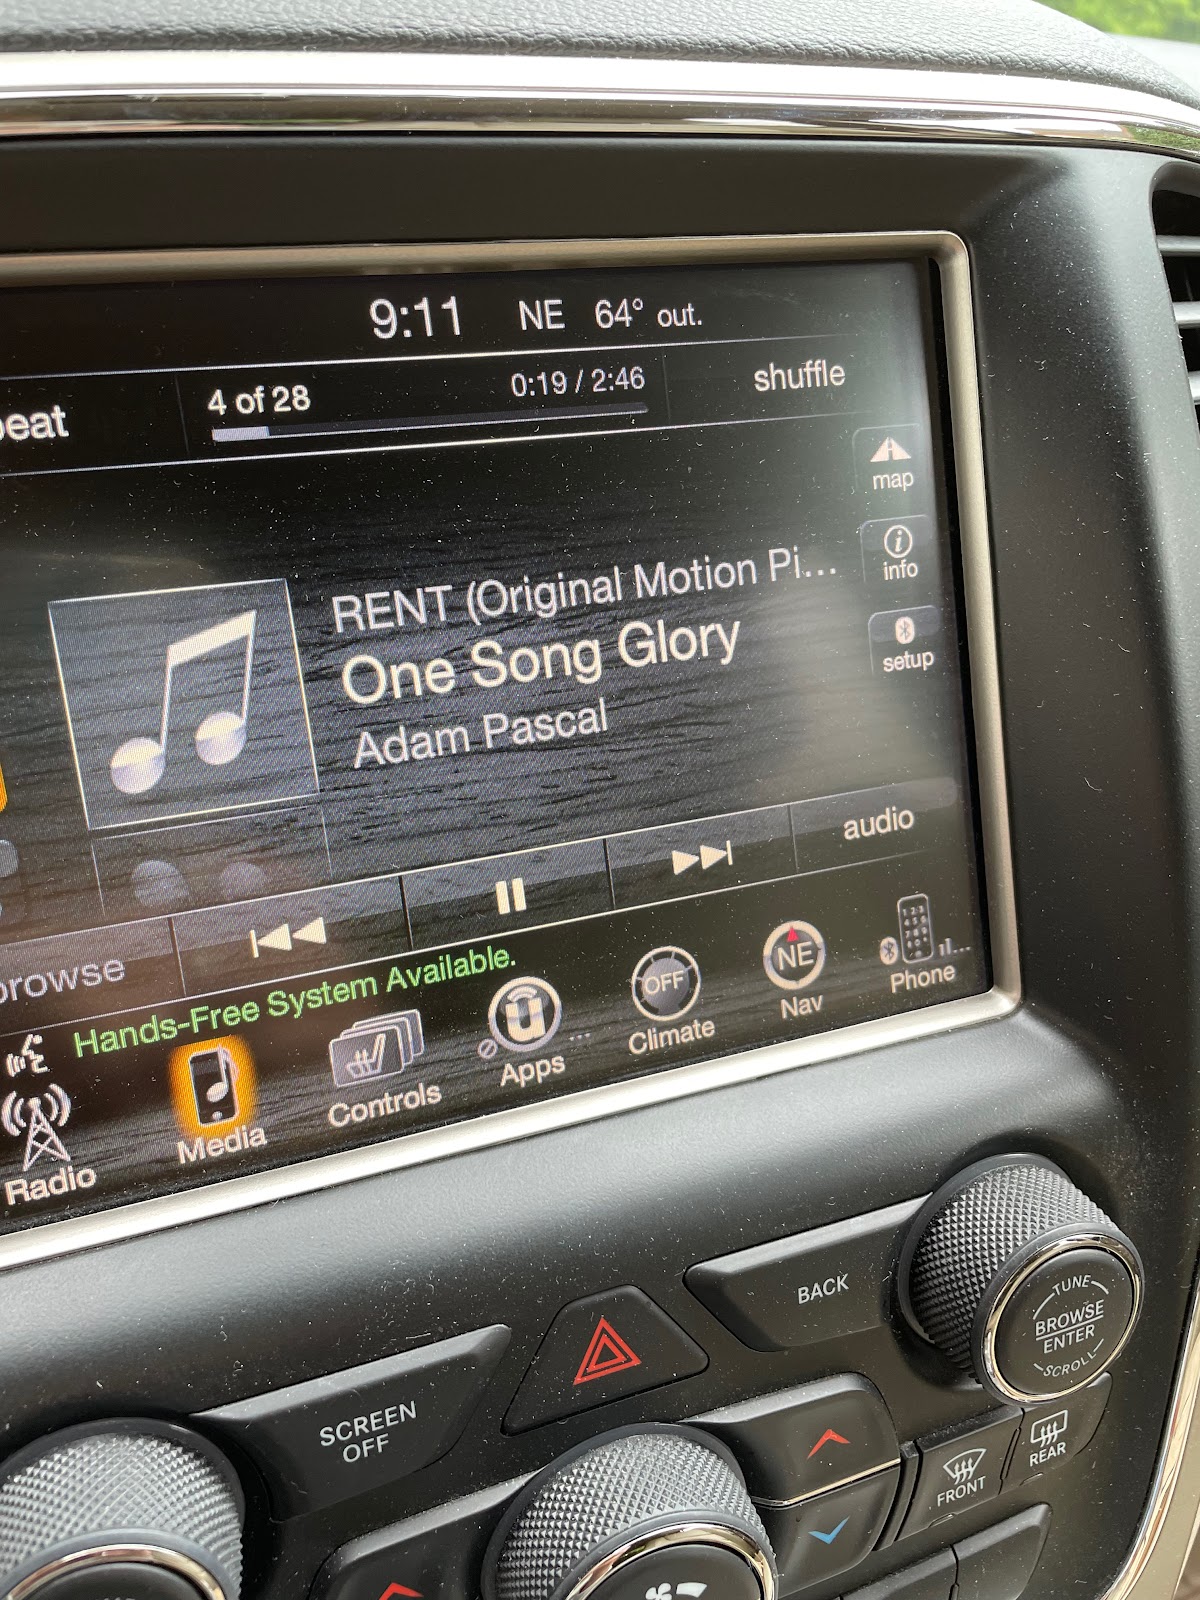 9:11 NE 64° out.
peat
4 of 28
0:19 / 2:46
shuffle
map
info
setup
RENT (Original Motion Pi...
One Song Glory
Adam Pascal
audio
browse
Hands-Free System Available.
Radio
Media
Controls
Apps
OFF
Climate
NE
Nav
Phone
BACK
TUNE
BROWSE
ENTER
SCROLL
SCREEN
OFF
FRONT
REAR